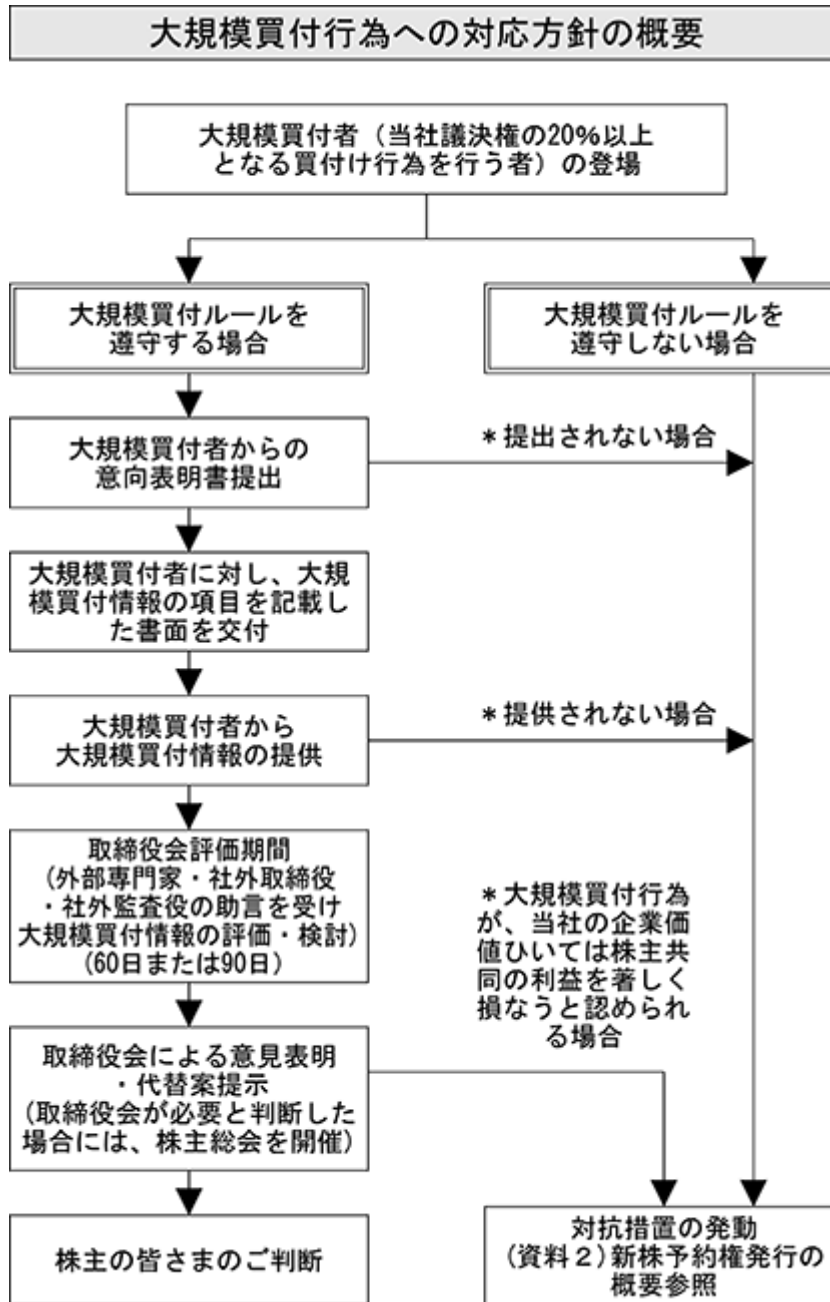 大規模買付行為への対応方針の概要
大規模買付者（当社議決権の20%以上
となる買付け行為を行う者）の登場
大規模買付ルールを
遵守する場合
大規模買付ルールを
遵守しない場合
大規模買付者からの
意向表明書提出
＊提出されない場合
大規模買付者に対し、大規
模買付情報の項目を記載し
た書面を交付
大規模買付者から
大規模買付情報の提供
＊提供されない場合
取締役会評価期間
(外部専門家・社外取締役
・社外監査役の助言を受け
大規模買付情報の評価・検討)
(60日または90日)
＊大規模買付行為
が、当社の企業価
値ひいては株主共
同の利益を著しく
損なうと認められ
る場合
取締役会による意見表明
・代替案提示
(取締役会が必要と判断した
場合には、株主総会を開催)
株主の皆さまのご判断
対抗措置の発動
(資料２)新株予約権発行の
概要参照